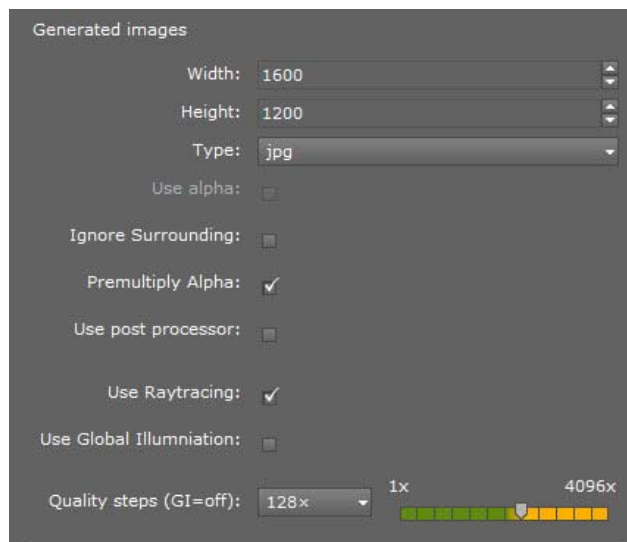 Generated images
Width: 1600
Height: 1200
Type: jpg
Use alpha:
Ignore Surrounding:
Premultiply Alpha:
Use post processor:
Use Raytracing:
Use Global Illumniation:
1x 4096x
Quality steps (GI=off): 128x